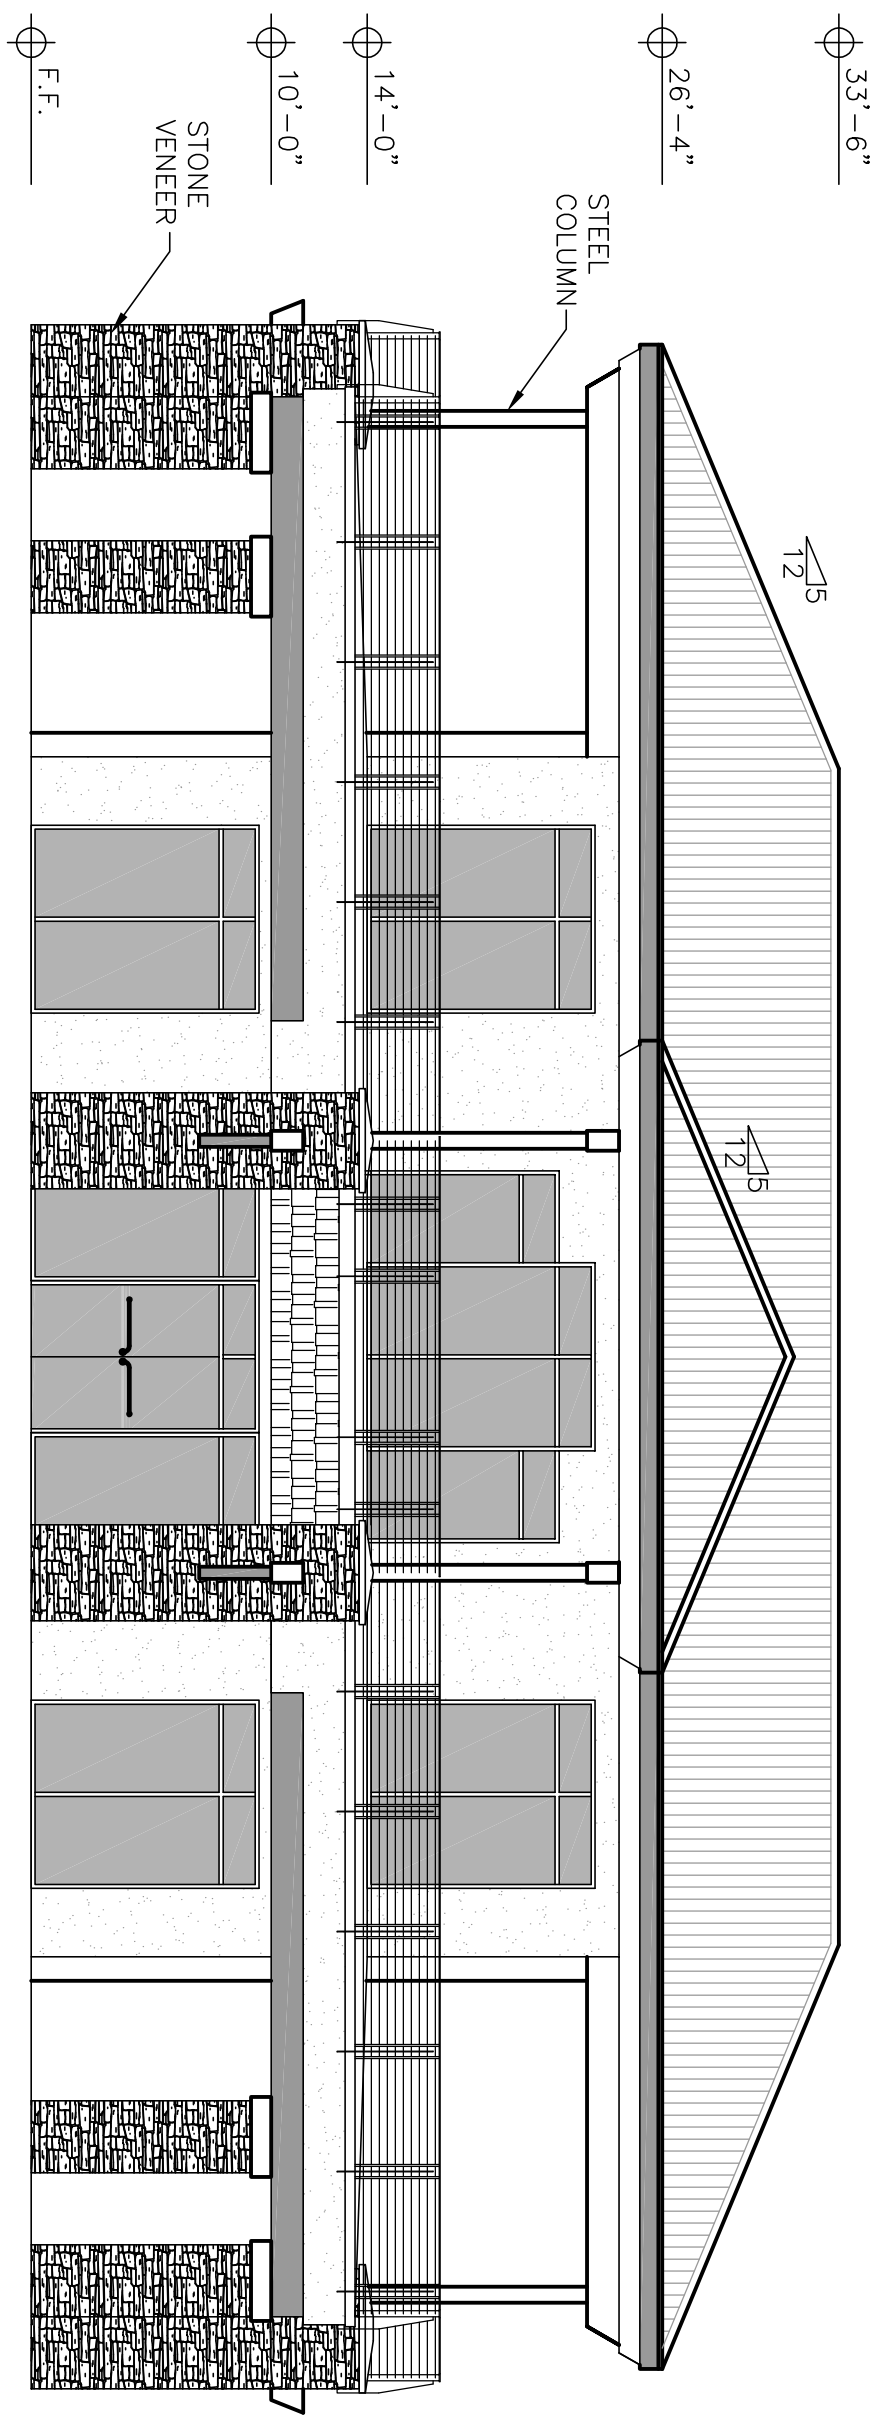 33'-6"
26'-4"
14'-0"
10'-0"
F.F.
STEEL
COLUMN
STONE
VENEER
5
12
5
12